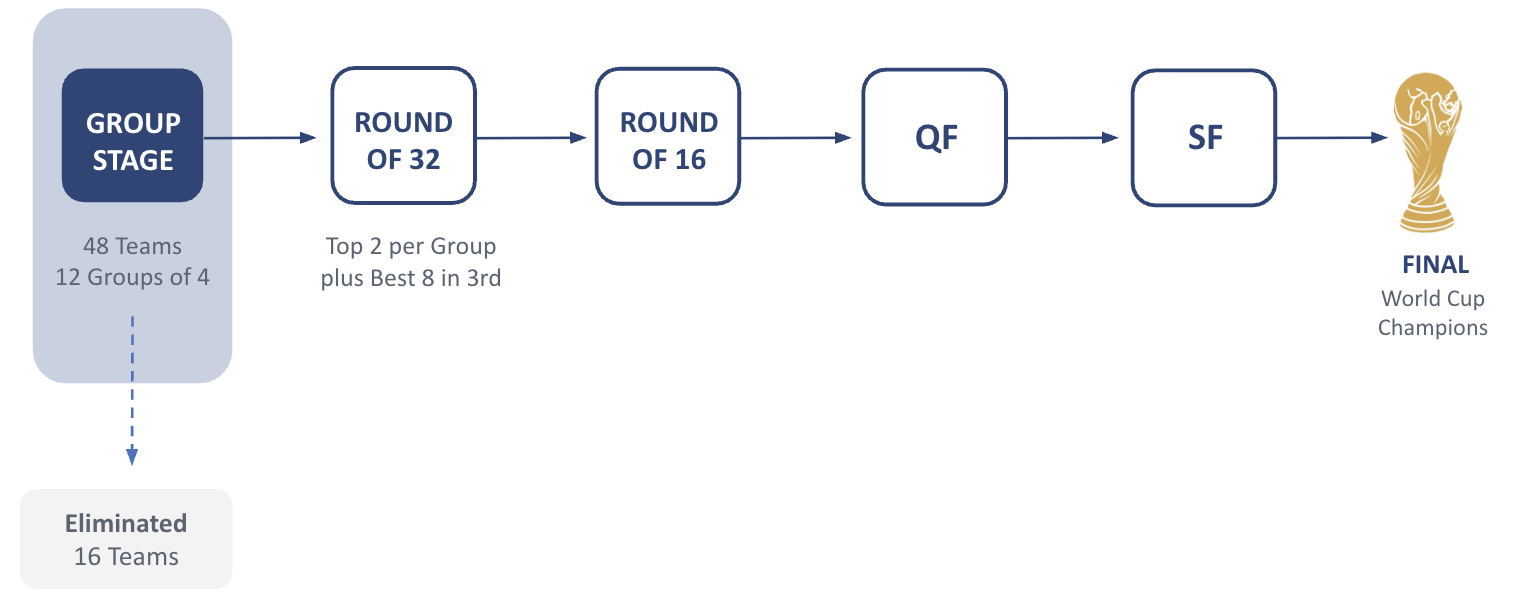 GROUP
STAGE
48 Teams
12 Groups of 4
Eliminated
16 Teams
ROUND
OF 32
Top 2 per Group
plus Best 8 in 3rd
ROUND
OF 16
QF
SF
FINAL
World Cup
Champions